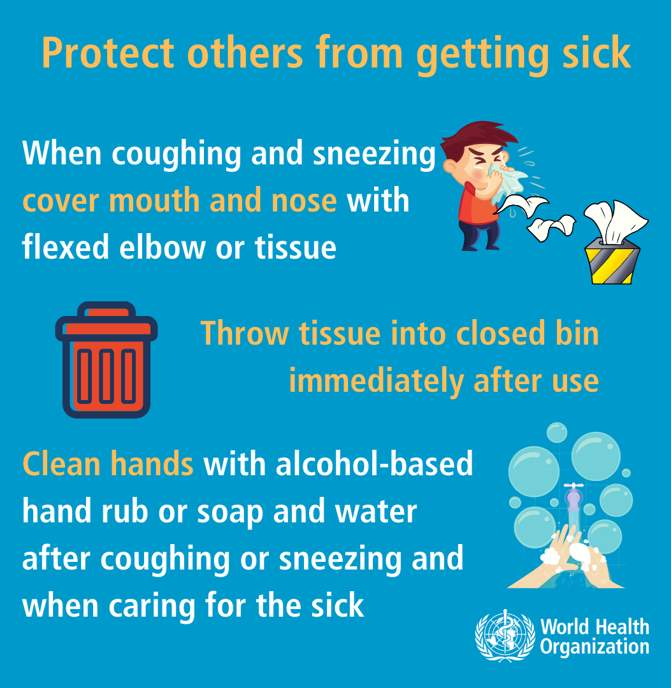 Protect others from getting sick
When coughing and sneezing
cover mouth and nose with
flexed elbow or tissue
Throw tissue into closed bin
immediately after use
Clean hands with alcohol-based
hand rub or soap and water
after coughing or sneezing and
when caring for the sick
World Health
Organization